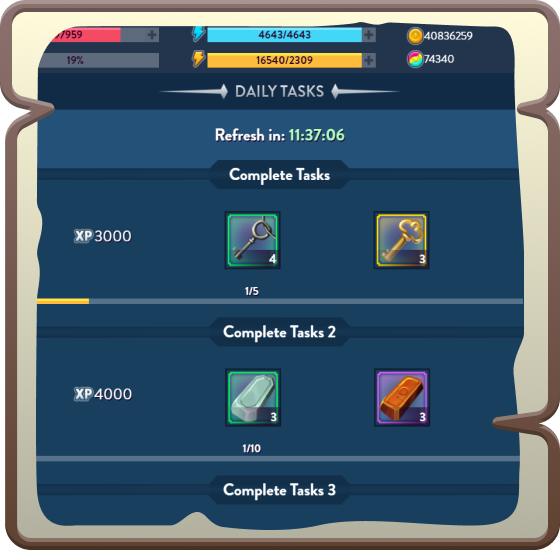 /959
4643/4643
40836259
19%
16540/2309
74340
DAILY TASKS
Refresh in: 11:37:06
Complete Tasks
XP 3000
4
3
1/5
Complete Tasks 2
XP 4000
3
3
1/10
Complete Tasks 3